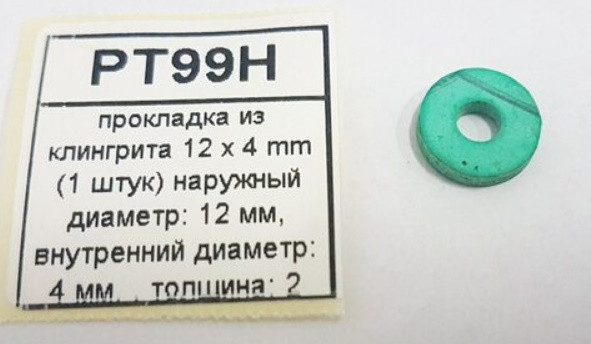 PT99H
прокладка из
клингрита 12 х 4 mm
(1 штук) наружный
диаметр: 12 мм,
внутренний диаметр:
4 мм. . толщина: 2